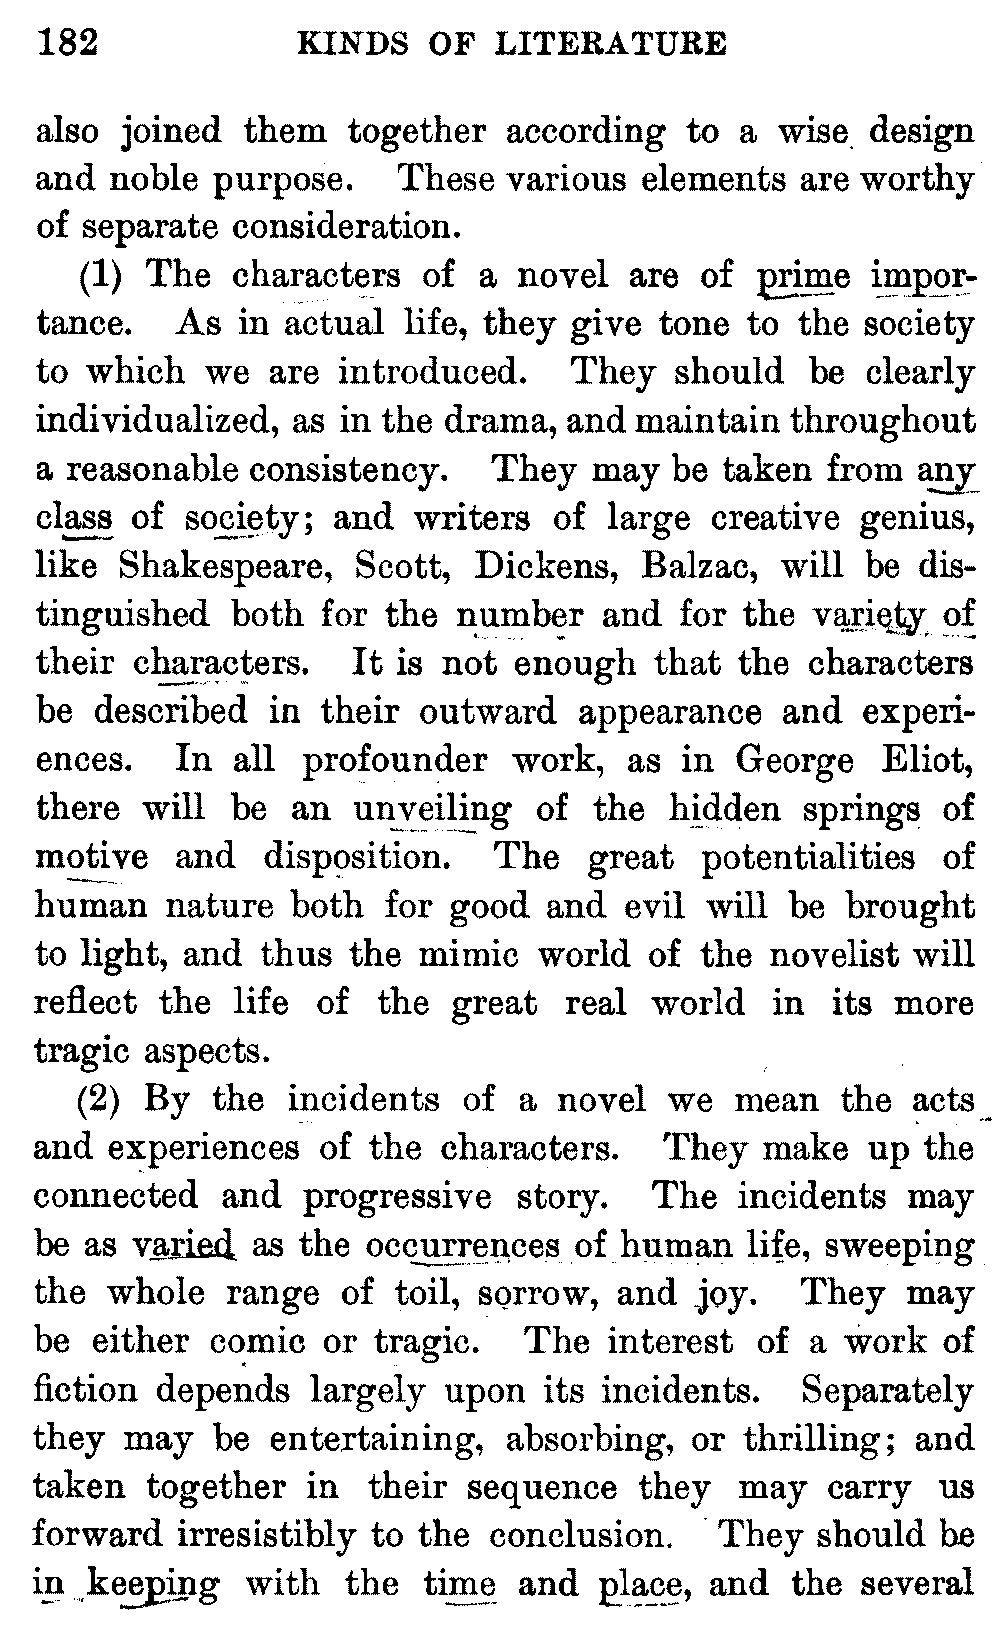 182 KINDS OF LITERATURE
also joined them together according to a wise design
and noble purpose. These various elements are worthy
of separate consideration.
(1) The characters of a novel are of prime impor-
tance. As in actual life, they give tone to the society
to which we are introduced. They should be clearly
individualized, as in the drama, and maintain throughout
a reasonable consistency. They may be taken from any
class of society; and writers of large creative genius,
like Shakespeare, Scott, Dickens, Balzac, will be dis-
tinguished both for the number and for the variety of
their characters. It is not enough that the characters
be described in their outward appearance and experi-
ences. In all profounder work, as in George Eliot,
there will be an unveiling of the hidden springs of
motive and disposition. The great potentialities of
human nature both for good and evil will be brought
to light, and thus the mimic world of the novelist will
reflect the life of the great real world in its more
tragic aspects.
(2) By the incidents of a novel we mean the acts
and experiences of the characters. They make up the
connected and progressive story. The incidents may
be as varied as the occurrences of human life, sweeping
the whole range of toil, sorrow, and joy. They may
be either comic or tragic. The interest of a work of
fiction depends largely upon its incidents. Separately
they may be entertaining, absorbing, or thrilling; and
taken together in their sequence they may carry us
forward irresistibly to the conclusion. They should be
in keeping with the time and place, and the several